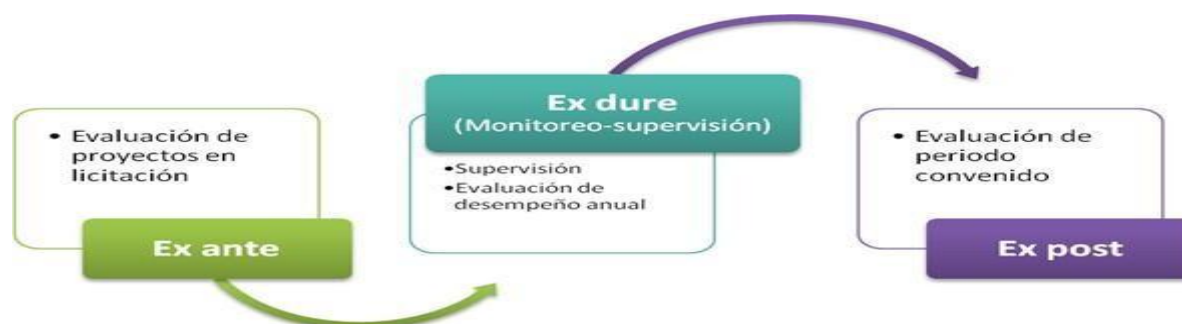 • Evaluación de
proyectos en
licitación
Ex ante
Ex dure
(Monitoreo-supervisión)
•Supervisión
•Evaluación de
desempeño anual
• Evaluación de
periodo
convenido
Ex post